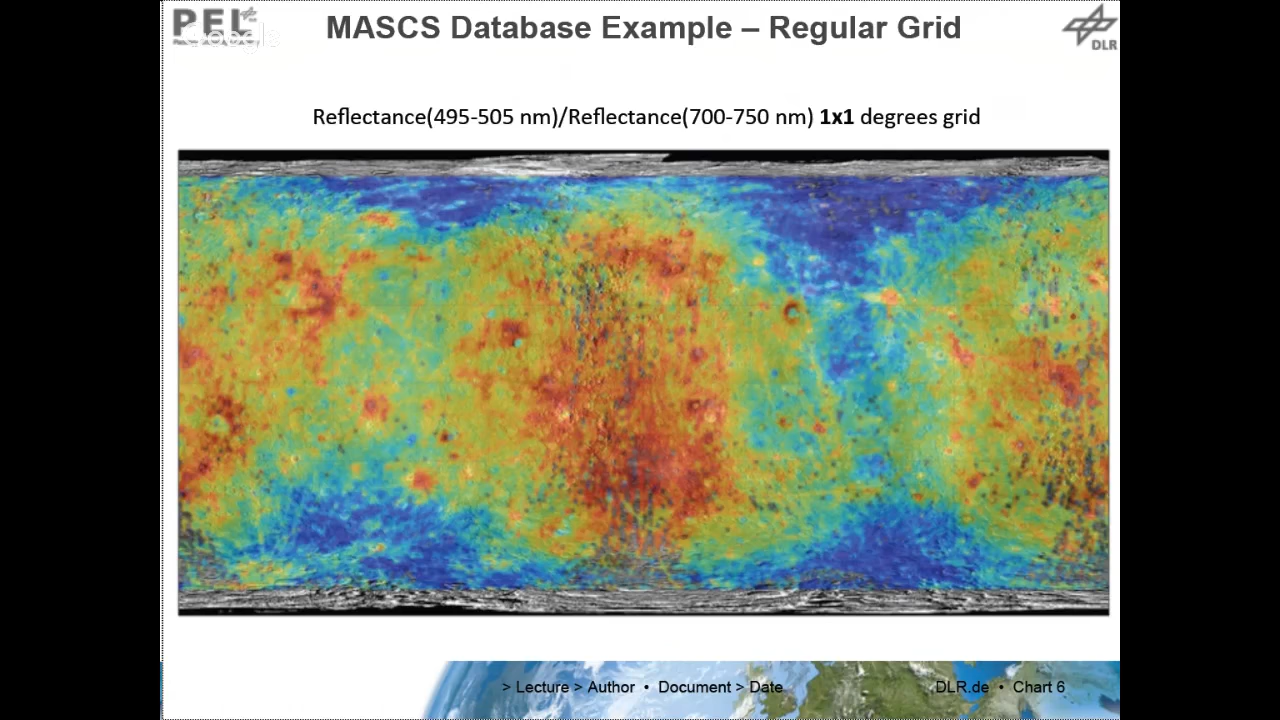 PEL
MASCS Database Example – Regular Grid
DLR
Reflectance(495-505 nm)/Reflectance(700-750 nm) 1x1 degrees grid
> Lecture > Author • Document > Date
DLR.de • Chart 6